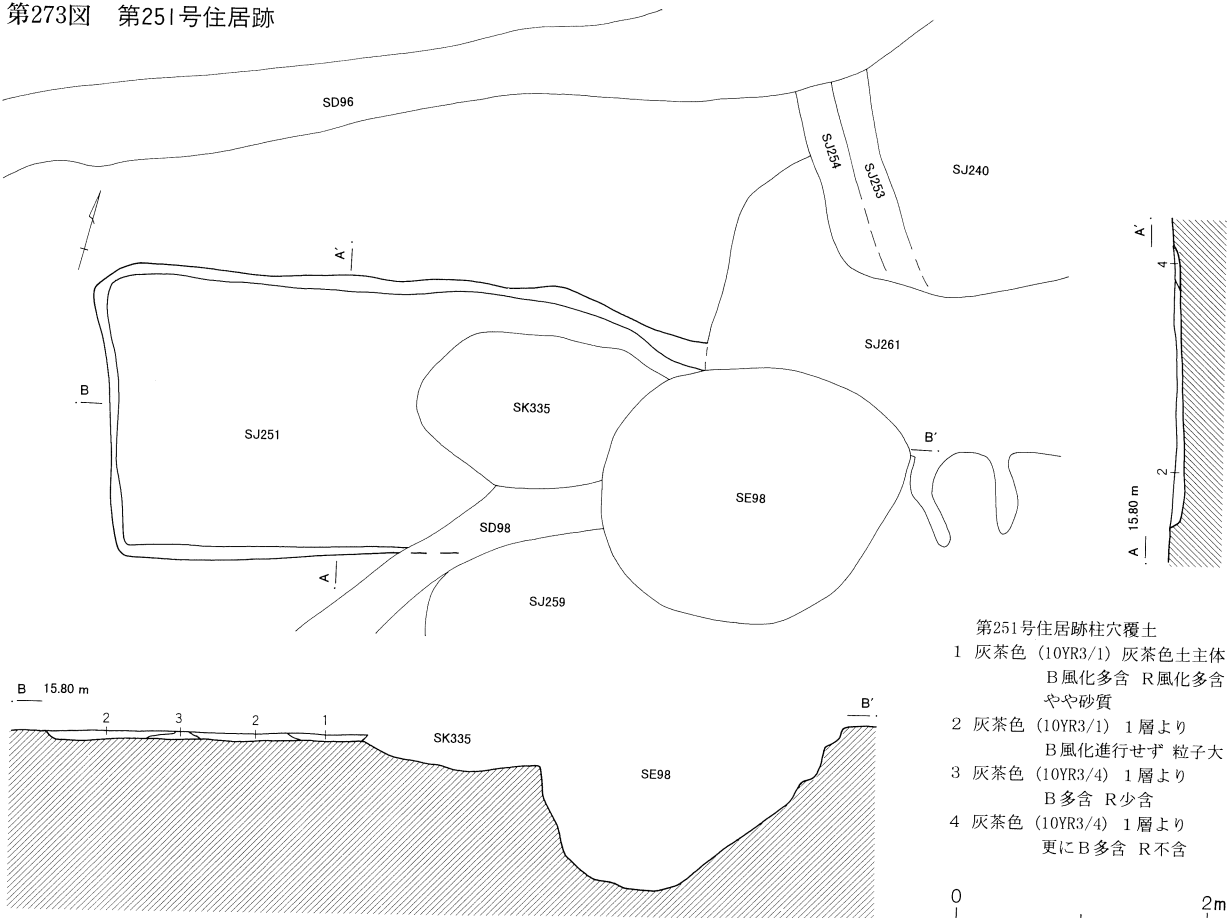 第273図　第251号住居跡
SD96
SJ254
SJ253
SJ240
A′
A′
4
SJ261
B
SK335
SJ251
B′
2
SE98
15.80 m
SD98
A
A
SJ259
第251号住居跡柱穴覆土
1 灰茶色 (10YR3/1) 灰茶色土主体
B風化多含 R風化多含
やや砂質
2 灰茶色 (10YR3/1) 1層より
B風化進行せず 粒子大
3 灰茶色 (10YR3/4) 1層より
B多含 R少含
4 灰茶色 (10YR3/4) 1層より
更にB多含 R不含
B 15.80 m
B′
2 3 2 1
SK335
SE98
0 2m